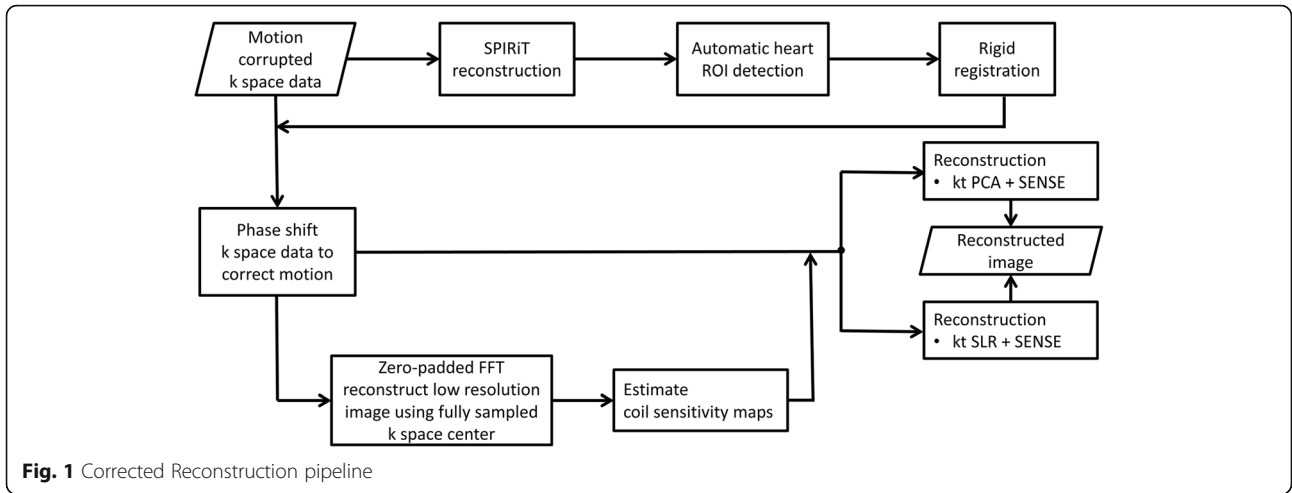 Motion
corrupted
k space data
SPIRiT
reconstruction
Automatic heart
ROI detection
Rigid
registration
Reconstruction
• kt PCA + SENSE
Phase shift
k space data to
correct motion
Reconstructed
image
Reconstruction
• kt SLR + SENSE
Zero-padded FFT
reconstruct low resolution
image using fully sampled
k space center
Estimate
coil sensitivity maps
Fig. 1 Corrected Reconstruction pipeline